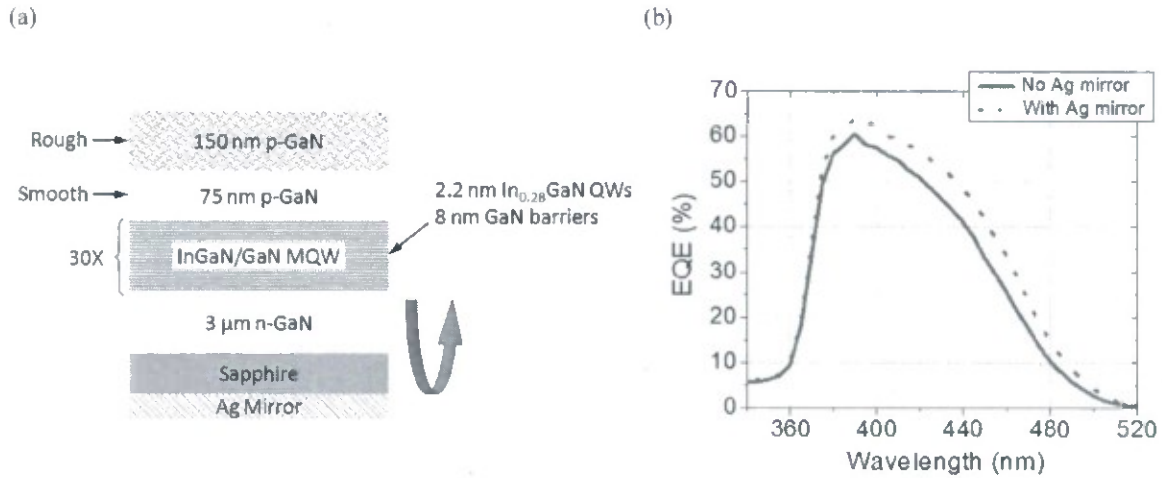 (a)
Rough
150 nm p-GaN
Smooth
75 nm p-GaN
2.2 nm In0.28GaN QWs
8 nm GaN barriers
30X
InGaN/GaN MQW
3 μm n-GaN
Sapphire
Ag Mirror
(b)
No Ag mirror
With Ag mirror
EQE (%)
70
60
50
40
30
20
10
0
360 400 440 480 520
Wavelength (nm)